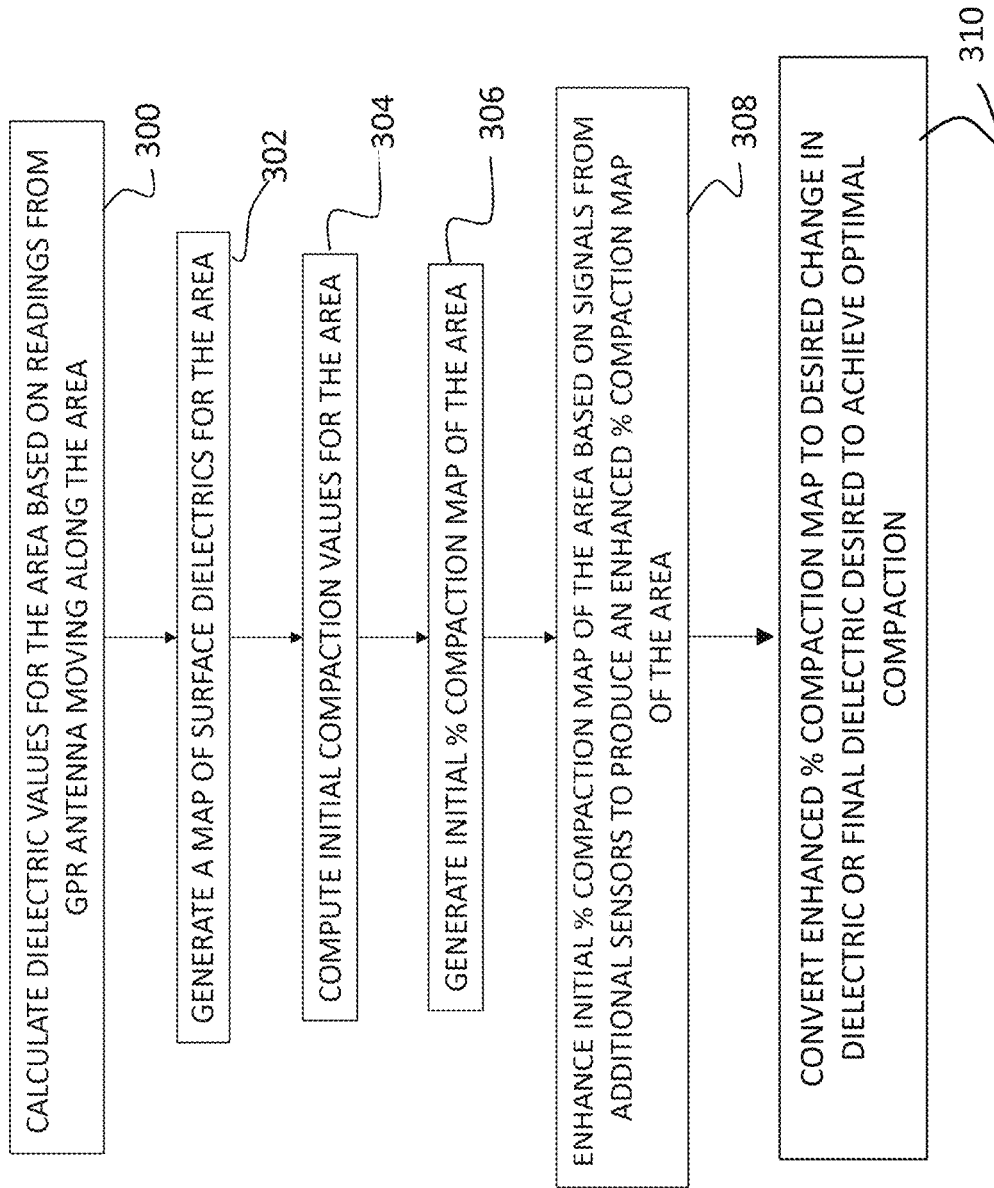 CALCULATE DIELECTRIC VALUES FOR THE AREA BASED ON READINGS FROM
GPR ANTENNA MOVING ALONG THE AREA
300
GENERATE A MAP OF SURFACE DIELECTRICS FOR THE AREA
302
COMPUTE INITIAL COMPACTION VALUES FOR THE AREA
304
GENERATE INITIAL % COMPACTION MAP OF THE AREA
306
ENHANCE INITIAL % COMPACTION MAP OF THE AREA BASED ON SIGNALS FROM
ADDITIONAL SENSORS TO PRODUCE AN ENHANCED % COMPACTION MAP
OF THE AREA
308
CONVERT ENHANCED % COMPACTION MAP TO DESIRED CHANGE IN
DIELECTRIC OR FINAL DIELECTRIC DESIRED TO ACHIEVE OPTIMAL
COMPACTION
310